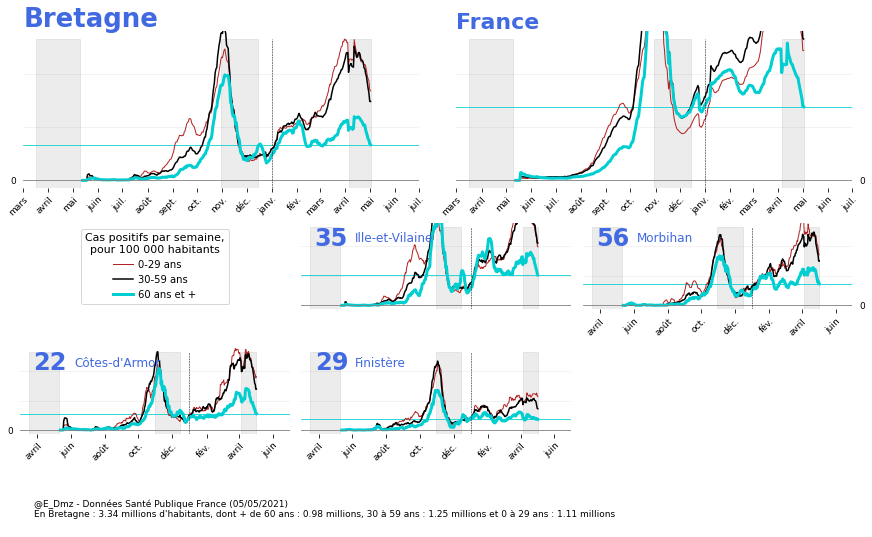 Bretagne
France
0
mars avril mai juin juil. août sept. oct. nov. déc. janv. fév. mars avril mai juin juil.
mars avril mai juin juil. août sept. oct. nov. déc. janv. fév. mars avril mai juin juil.
0
Cas positifs par semaine,
pour 100 000 habitants
0-29 ans
30-59 ans
60 ans et +
35 Ille-et-Vilaine
56 Morbihan
0
avril juin août oct. déc. fév. avril juin
22 Côtes-d'Armor
29 Finistère
0
avril juin août oct. déc. fév. avril juin
avril juin août oct. déc. fév. avril juin
@E_Dmz - Données Santé Publique France (05/05/2021)
En Bretagne : 3.34 millions d'habitants, dont + de 60 ans : 0.98 millions, 30 à 59 ans : 1.25 millions et 0 à 29 ans : 1.11 millions